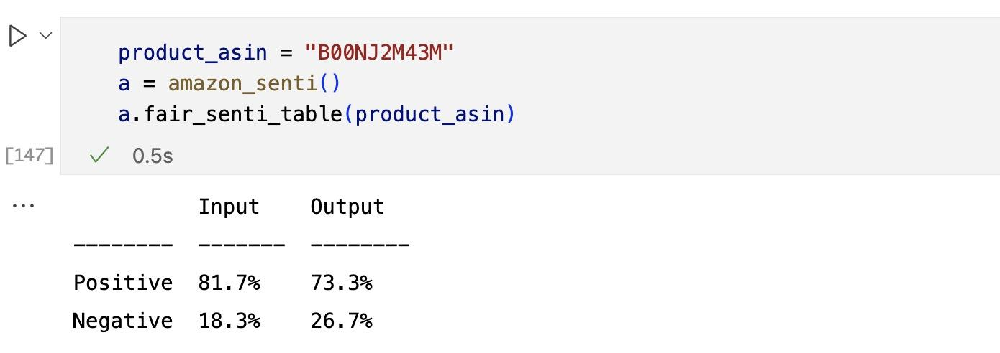 product_asin = "B00NJ2M43M"
a = amazon_senti()
a.fair_senti_table(product_asin)
[147] ✓ 0.5s
...
Input Output
-------- ------- --------
Positive 81.7% 73.3%
Negative 18.3% 26.7%